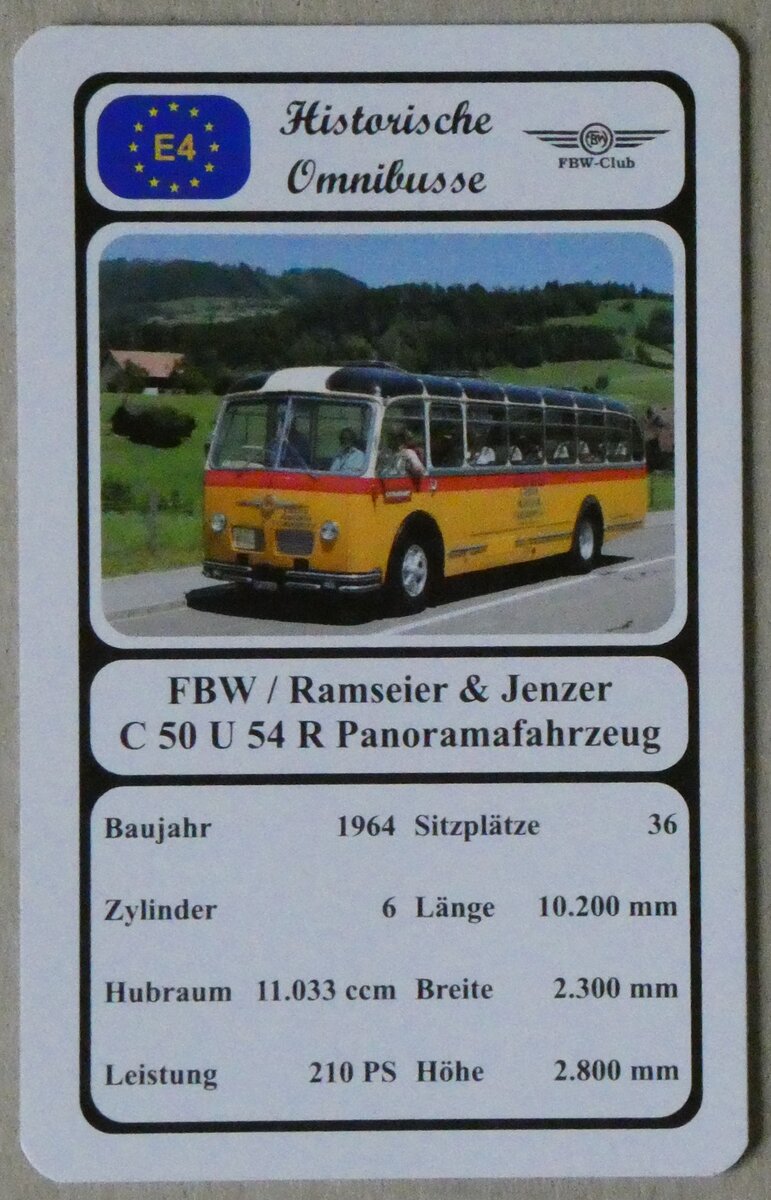 E4
Historische
Omnibusse
FBW
FBW-Club
FBW / Ramseier & Jenzer
C 50 U 54 R Panoramafahrzeug
Baujahr 1964 Sitzplätze 36
Zylinder 6 Länge 10.200 mm
Hubraum 11.033 ccm Breite 2.300 mm
Leistung 210 PS Höhe 2.800 mm